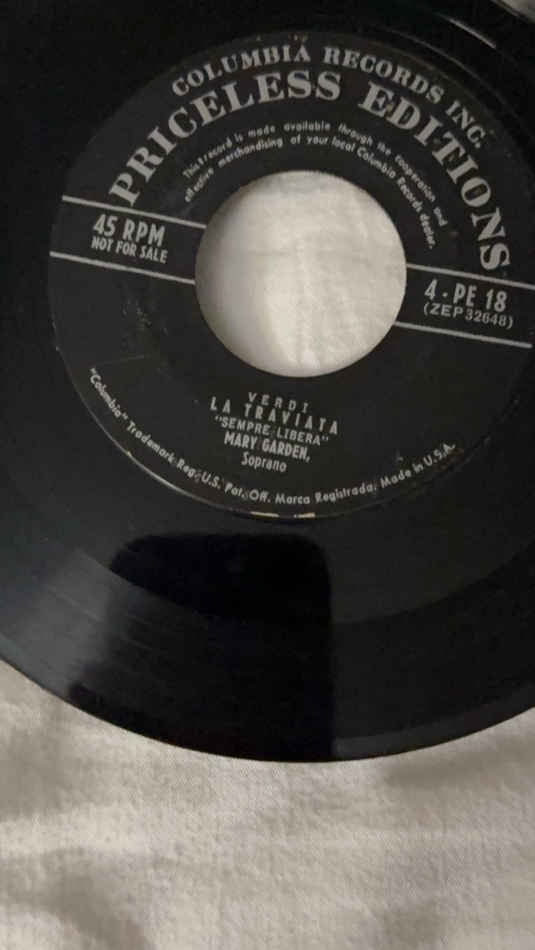 COLUMBIA RECORDS INC.
PRICELESS EDITIONS
This record is made available through the cooperation and
effective merchandising of your local Columbia Records dealer.
45 RPM
NOT FOR SALE
4 - PE 18
(ZEP32648)
VERDI
LA TRAVIATA
"SEMPRE LIBERA"
MARY GARDEN,
Soprano
"Columbia" Trademark Reg. U.S. Pat. Off. Marca Registrada. Made in U.S.A.